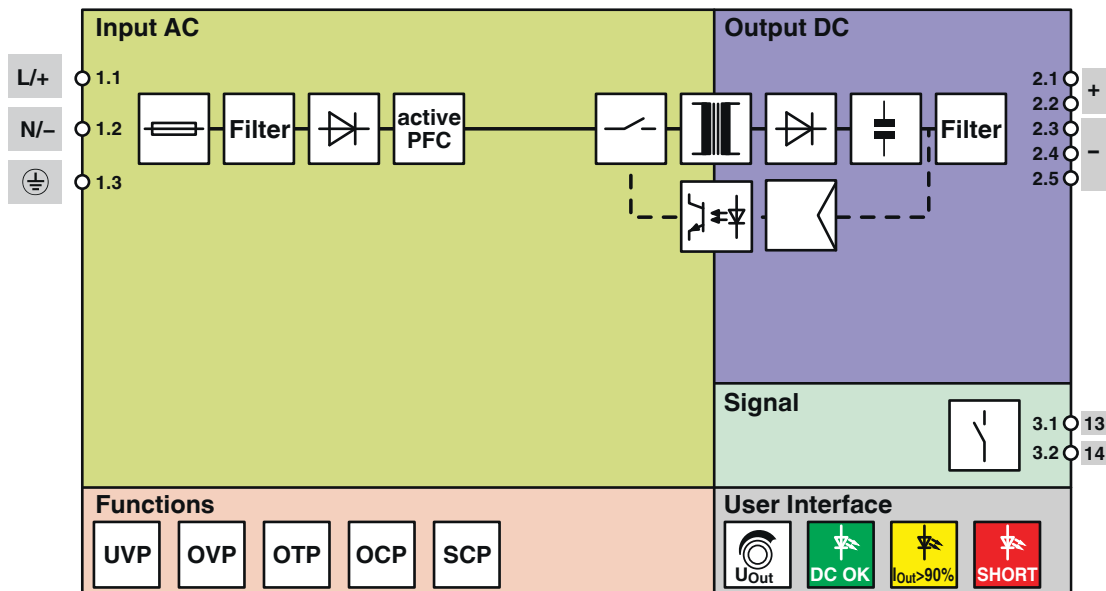 Input AC
Output DC
L/+
1.1
N/–
1.2
1.3
Filter
active
PFC
Filter
2.1
2.2
+
2.3
2.4
–
2.5
Signal
3.1
13
3.2
14
Functions
UVP
OVP
OTP
OCP
SCP
User Interface
UOut
DC OK
IOut>90%
SHORT